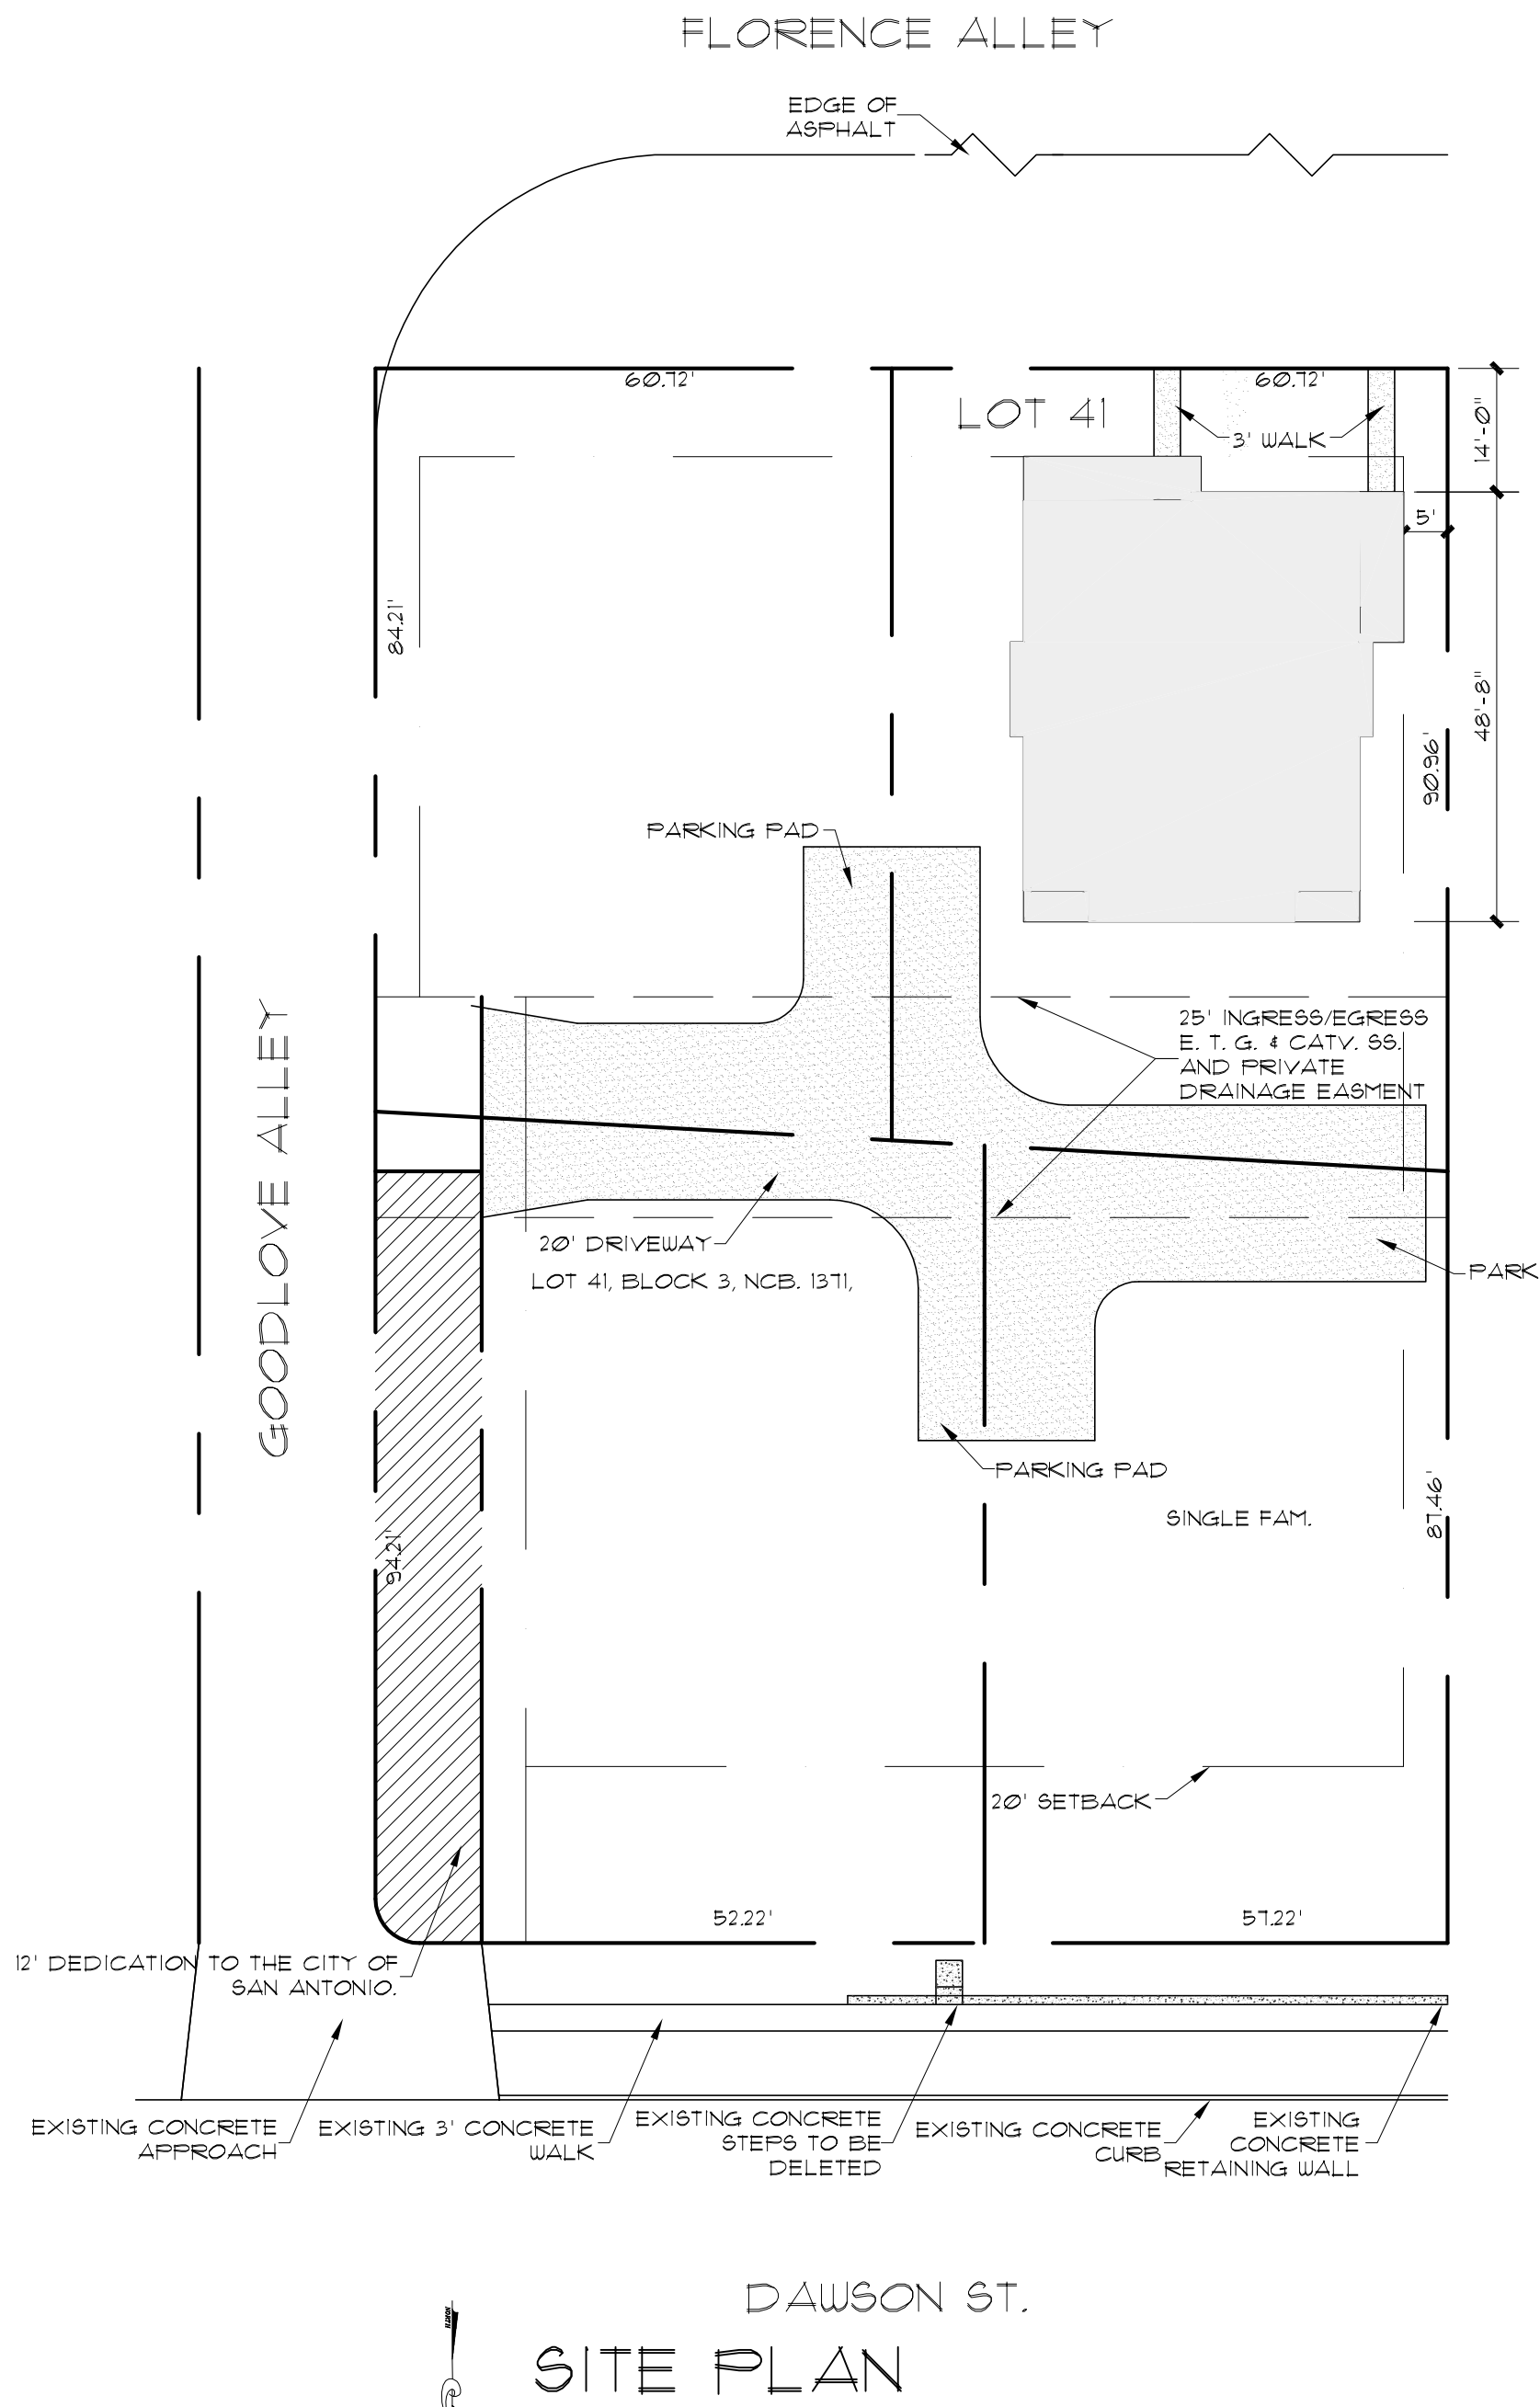 FLORENCE ALLEY
EDGE OF
ASPHALT
60.72'
60.72'
LOT 41
3' WALK
14'-0"
5'
84.21'
48'-8"
90.96'
PARKING PAD
25' INGRESS/EGRESS
E. T. G. & CATV. SS.
AND PRIVATE
DRAINAGE EASMENT
GOODLOVE ALLEY
20' DRIVEWAY
LOT 41, BLOCK 3, NCB. 1371,
PARK
PARKING PAD
SINGLE FAM.
87.46'
94.21'
20' SETBACK
52.22'
57.22'
12' DEDICATION TO THE CITY OF
SAN ANTONIO.
EXISTING CONCRETE
APPROACH
EXISTING 3' CONCRETE
WALK
EXISTING CONCRETE
STEPS TO BE
DELETED
EXISTING CONCRETE
CURB
EXISTING
CONCRETE
RETAINING WALL
DAWSON ST.
NORTH
SITE PLAN